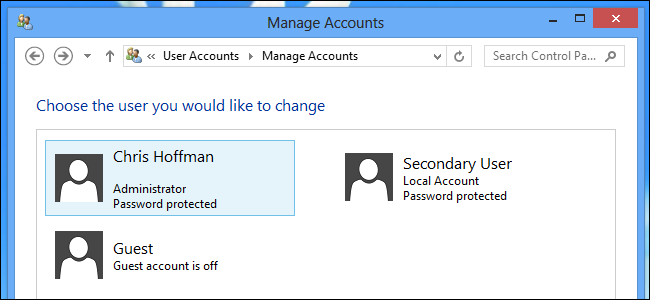 Manage Accounts
« User Accounts Manage Accounts
Search Control Pa...
Choose the user you would like to change
Chris Hoffman
Administrator
Password protected
Secondary User
Local Account
Password protected
Guest
Guest account is off